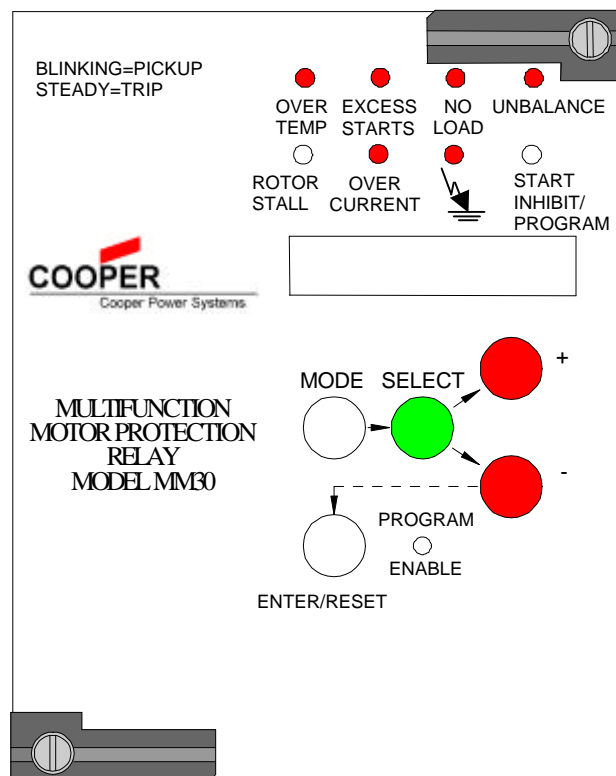 BLINKING=PICKUP
STEADY=TRIP
OVER TEMP
EXCESS STARTS
NO LOAD
UNBALANCE
ROTOR STALL
OVER CURRENT
START INHIBIT/ PROGRAM
COOPER
Cooper Power Systems
MODE
SELECT
+
-
MULTIFUNCTION
MOTOR PROTECTION
RELAY
MODEL MM30
PROGRAM
ENABLE
ENTER/RESET